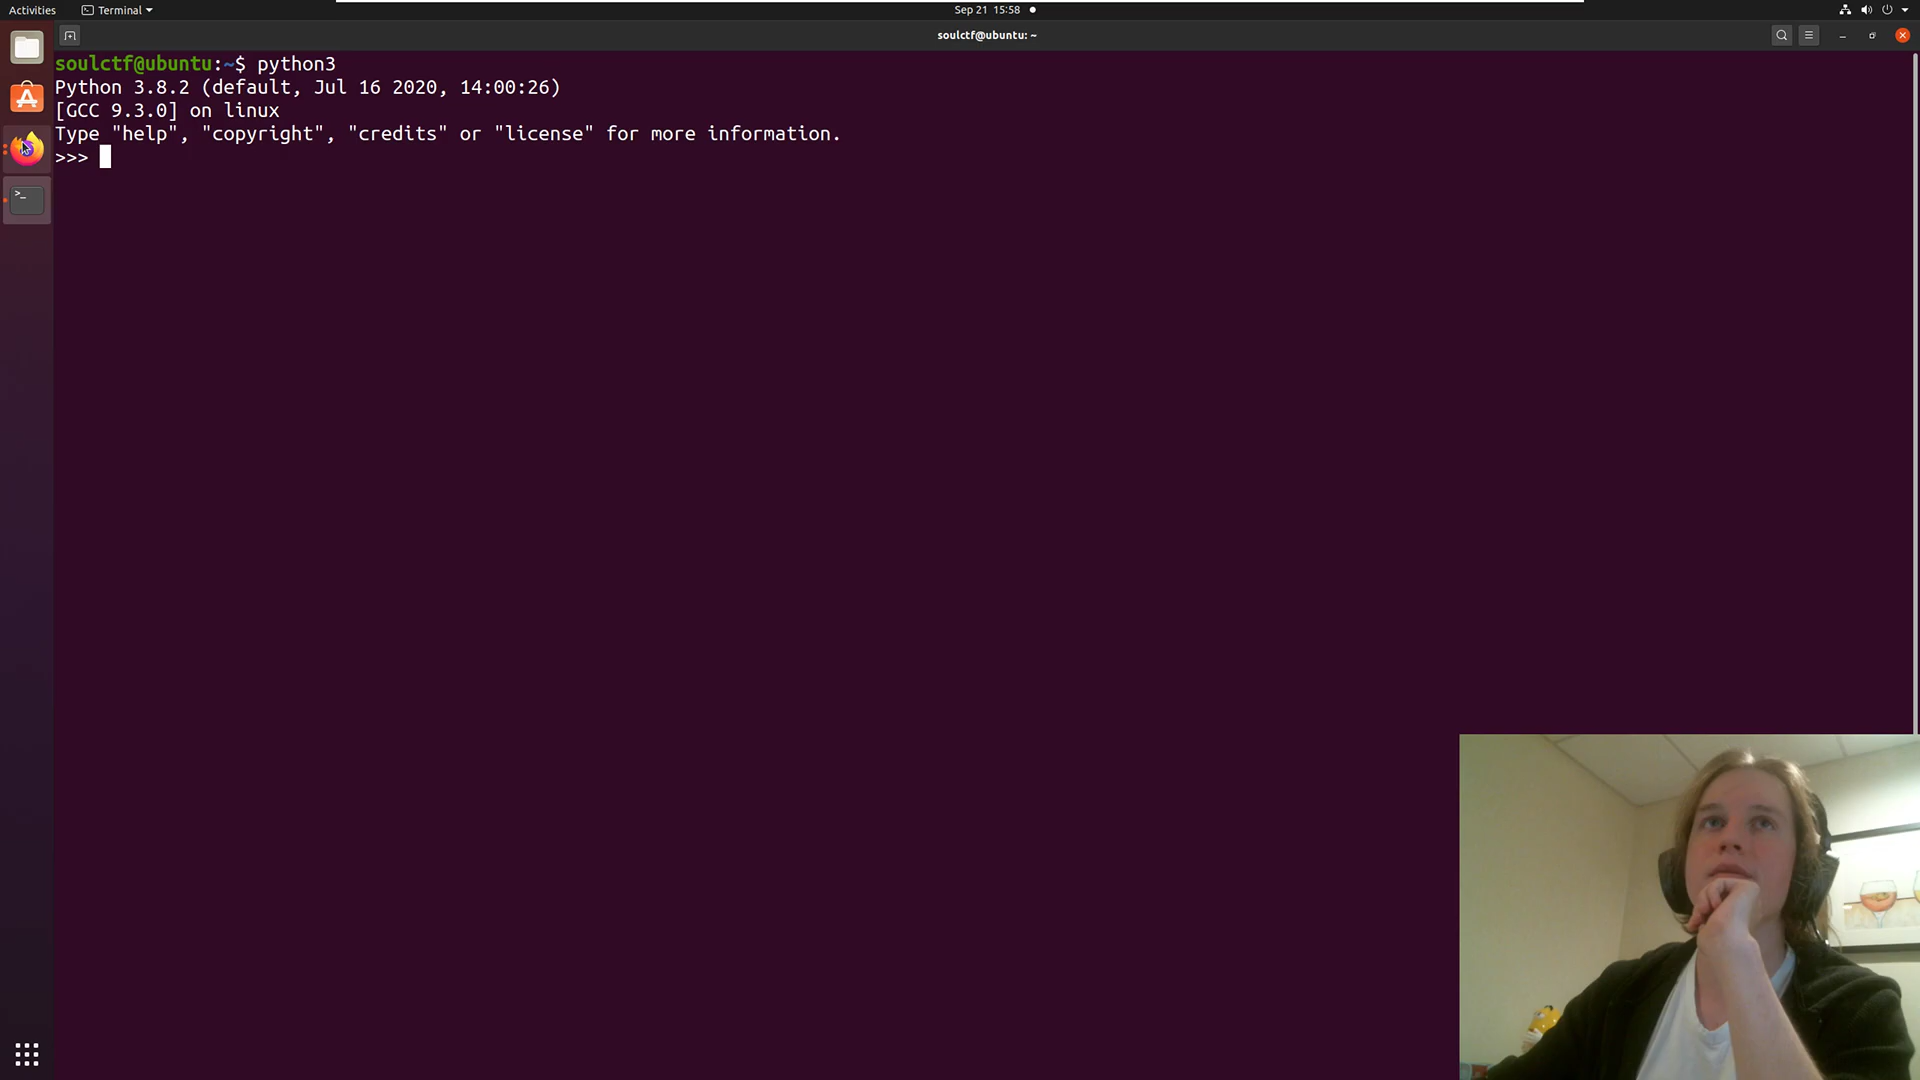 Activities
Terminal
Sep 21 15:58
soulctf@ubuntu: ~
soulctf@ubuntu:~$ python3
Python 3.8.2 (default, Jul 16 2020, 14:00:26)
[GCC 9.3.0] on linux
Type "help", "copyright", "credits" or "license" for more information.
>>>